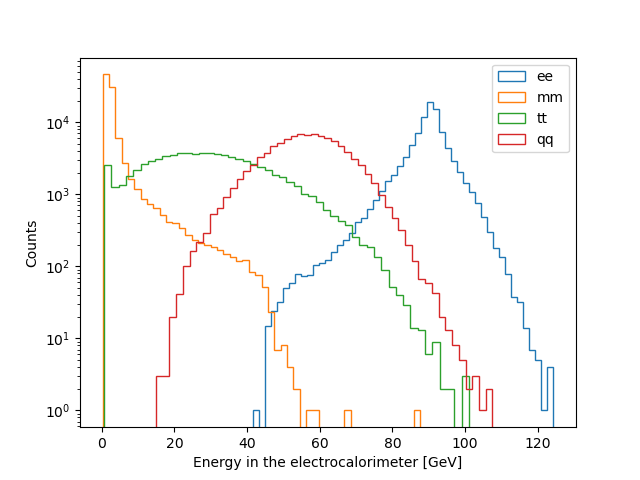 ee
mm
tt
qq
10⁴
10³
10²
10¹
10⁰
Counts
0 20 40 60 80 100 120
Energy in the electrocalorimeter [GeV]